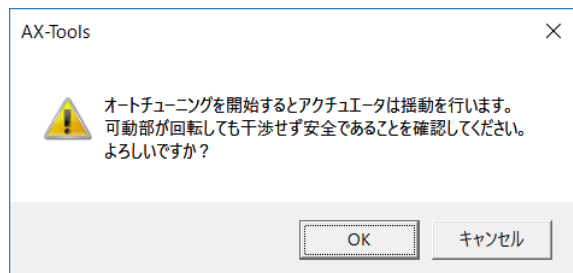 AX-Tools
オートチューニングを開始するとアクチュエータは揺動を行います。
可動部が回転しても干渉せず安全であることを確認してください。
よろしいですか？
OK
キャンセル